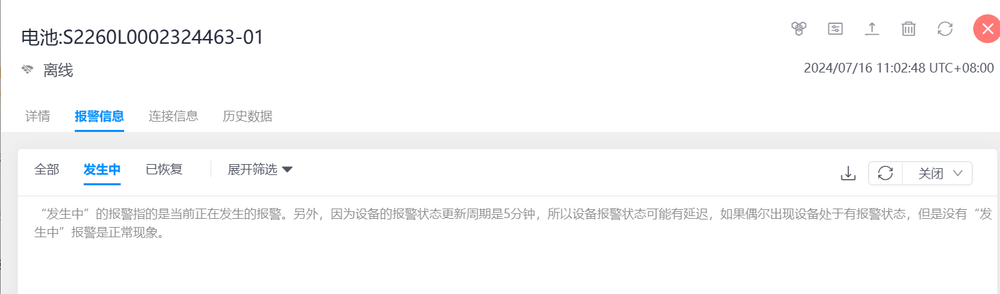 电池:S2260L0002324463-01
离线
2024/07/16 11:02:48 UTC+08:00
详情 报警信息 连接信息 历史数据
全部 发生中 已恢复 展开筛选 关闭
“发生中”的报警指的是当前正在发生的报警。另外，因为设备的报警状态更新周期是5分钟，所以设备报警状态可能有延迟，如果偶尔出现设备处于有报警状态，但是没有“发
生中”报警是正常现象。